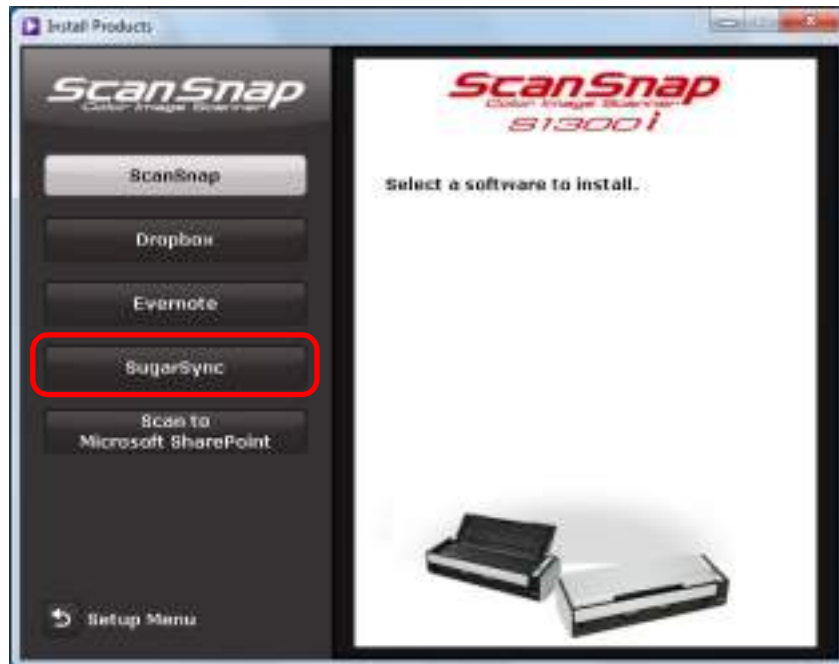 Install Products
ScanSnap
Color Image Scanner
ScanSnap
Dropbox
Evernote
SugarSync
Scan to
Microsoft SharePoint
Setup Menu
ScanSnap
Color Image Scanner
S1300i
Select a software to install.